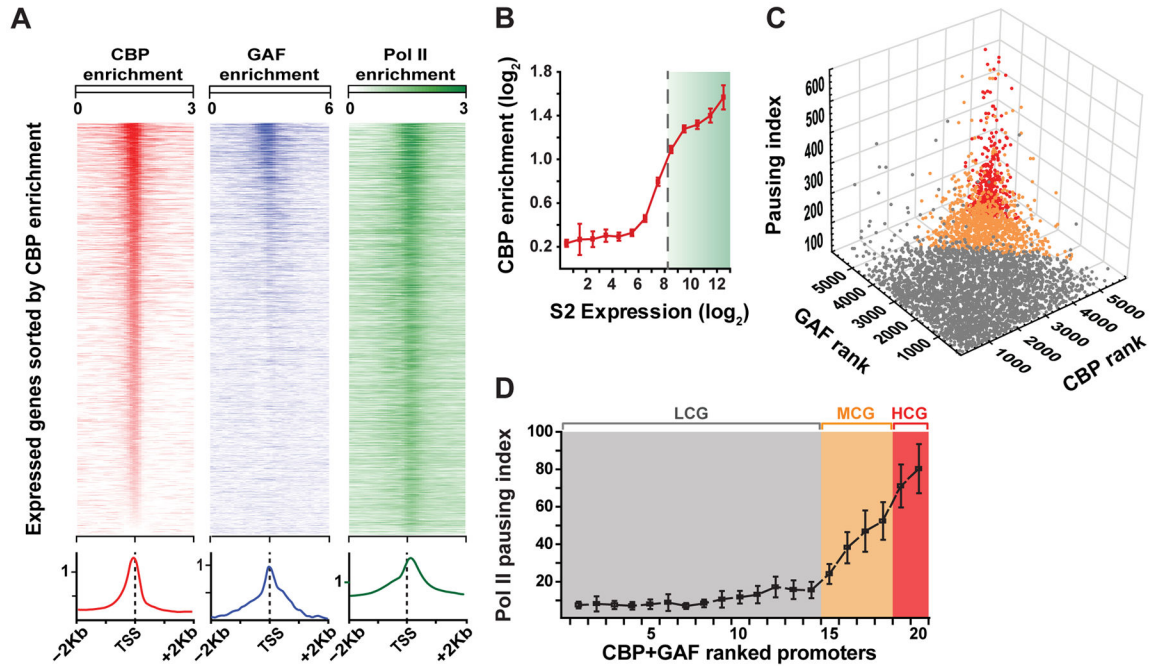 A
CBP enrichment
0 3
GAF enrichment
0 6
Pol II enrichment
0 3
Expressed genes sorted by CBP enrichment
1
−2Kb TSS +2Kb
1
−2Kb TSS +2Kb
1
−2Kb TSS +2Kb
B
CBP enrichment (log2)
1.8
1.4
1.0
0.6
0.2
2 4 6 8 10 12
S2 Expression (log2)
C
Pausing index
600
500
400
300
200
100
5000
4000
3000
2000
1000
GAF rank
1000
2000
3000
4000
5000
CBP rank
D
LCG MCG HCG
Pol II pausing index
100
80
60
40
20
5 10 15 20
CBP+GAF ranked promoters